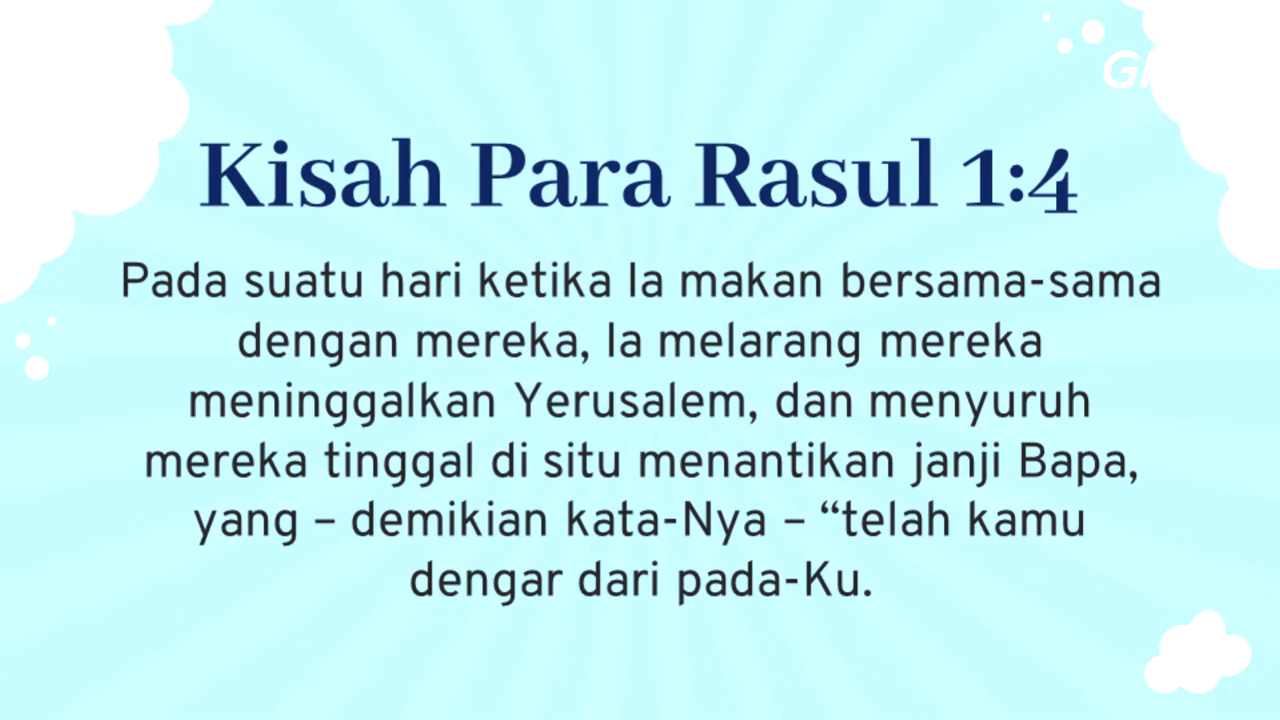 Kisah Para Rasul 1:4
Pada suatu hari ketika Ia makan bersama-sama
dengan mereka, Ia melarang mereka
meninggalkan Yerusalem, dan menyuruh
mereka tinggal di situ menantikan janji Bapa,
yang – demikian kata-Nya – “telah kamu
dengar dari pada-Ku.